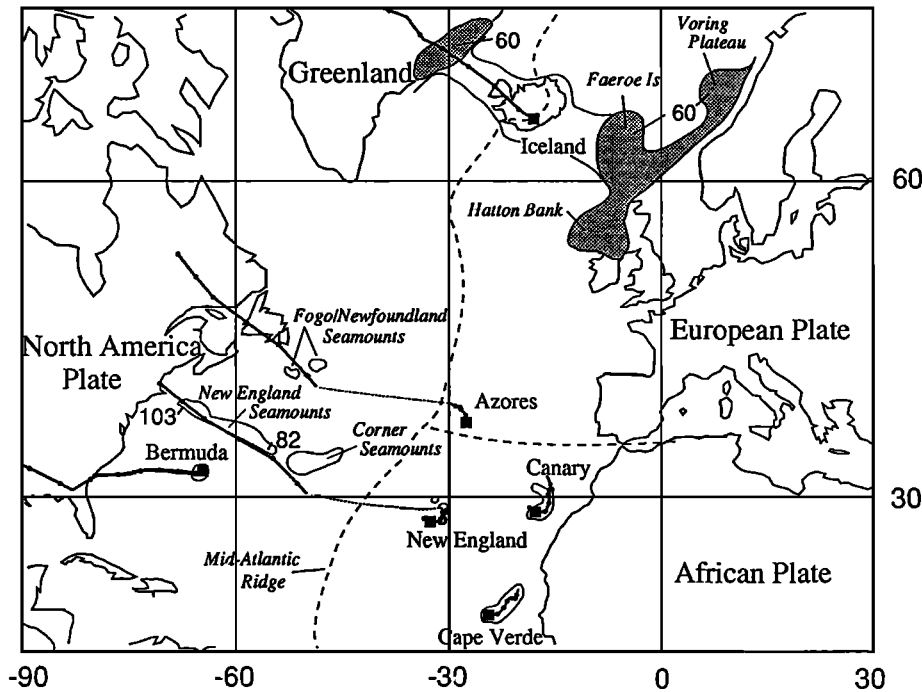 Voring
Plateau
60
Greenland
Faeroe Is
60
Iceland
60
Hatton Bank
Fogo/Newfoundland
Seamounts
European Plate
North America
Plate
New England
Seamounts
Azores
103
82
Corner
Seamounts
Bermuda
Canary
30
New England
Mid-Atlantic
Ridge
African Plate
Cape Verde
-90
-60
-30
0
30